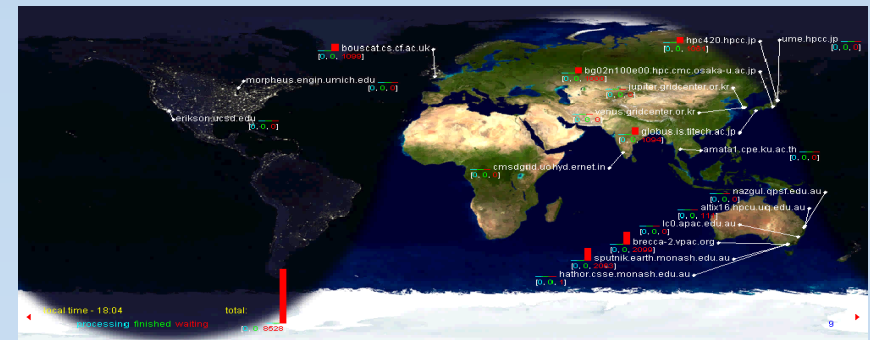 hpc420.hpcc.jp
ume.hpcc.jp
[0, 0, 0]
bouscat.cs.cf.ac.uk
bg02n100e00.hpc.cmc.osaka-u.ac.jp
morpheus.engin.umich.edu
[0, 0, 0]
jupiter.gridcenter.or.kr
venus.gridcenter.or.kr
erikson.ucsd.edu
[0, 0, 0]
globus.is.titech.ac.jp
amata1.cpe.ku.ac.th
[0, 0, 0]
cmsdgrid.uohyd.ernet.in
[0, 0, 0]
nazgul.qpsf.edu.au
[0, 0, 0]
altix16.hpcu.uq.edu.au
lc0.apac.edu.au
[0, 0, 0]
brecca-2.vpac.org
sputnik.earth.monash.edu.au
hathor.csse.monash.edu.au
local time - 18:04
total:
processing finished waiting
[0, 0, 8528]
g